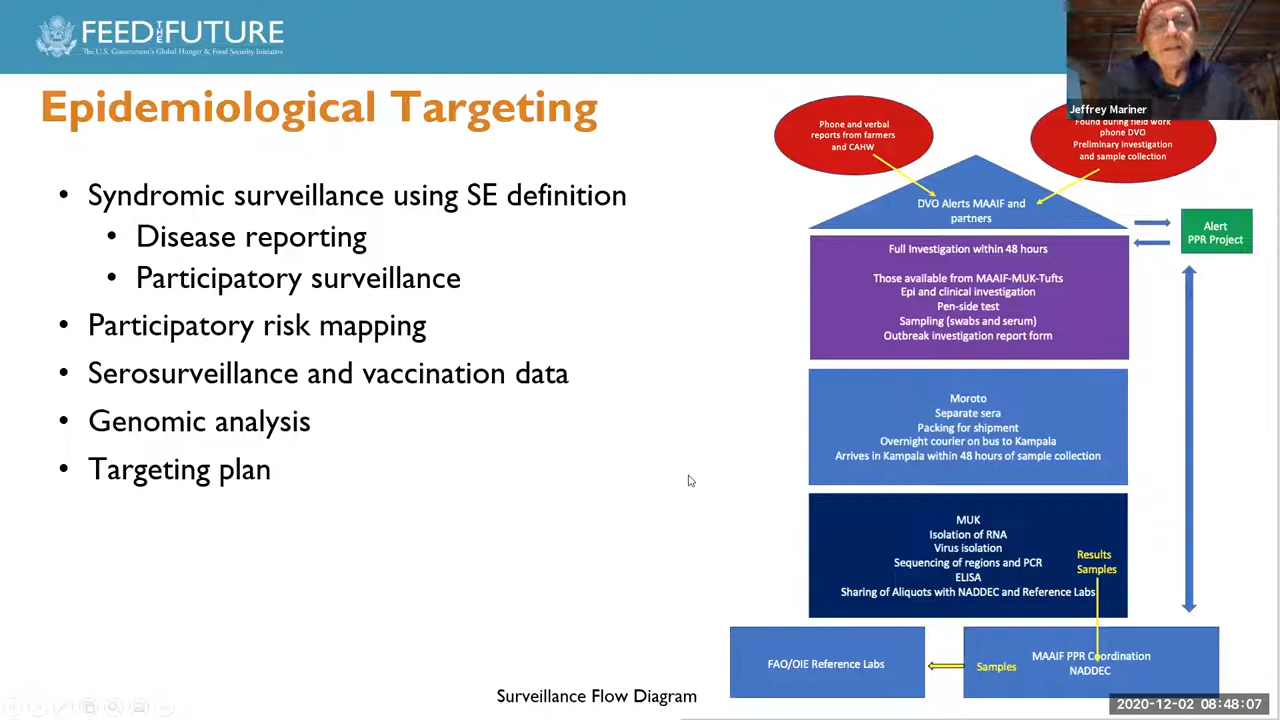 FEED THE FUTURE
The U.S. Government's Global Hunger & Food Security Initiative
Epidemiological Targeting
• Syndromic surveillance using SE definition
• Disease reporting
• Participatory surveillance
• Participatory risk mapping
• Serosurveillance and vaccination data
• Genomic analysis
• Targeting plan
Jeffrey Mariner
Phone and verbal
reports from farmers
and CAHW
Found during field work
phone DVO
Preliminary investigation
and sample collection
DVO Alerts MAAIF and
partners
Alert
PPR Project
Full Investigation within 48 hours
Those available from MAAIF-MUK-Tufts
Epi and clinical investigation
Pen-side test
Sampling (swabs and serum)
Outbreak investigation report form
Moroto
Separate sera
Packing for shipment
Overnight courier on bus to Kampala
Arrives in Kampala within 48 hours of sample collection
MUK
Isolation of RNA
Virus isolation
Sequencing of regions and PCR
ELISA
Sharing of Aliquots with NADDEC and Reference Labs
Results
Samples
FAO/OIE Reference Labs
Samples
MAAIF PPR Coordination
NADDEC
Surveillance Flow Diagram
2020-12-02 08:48:07